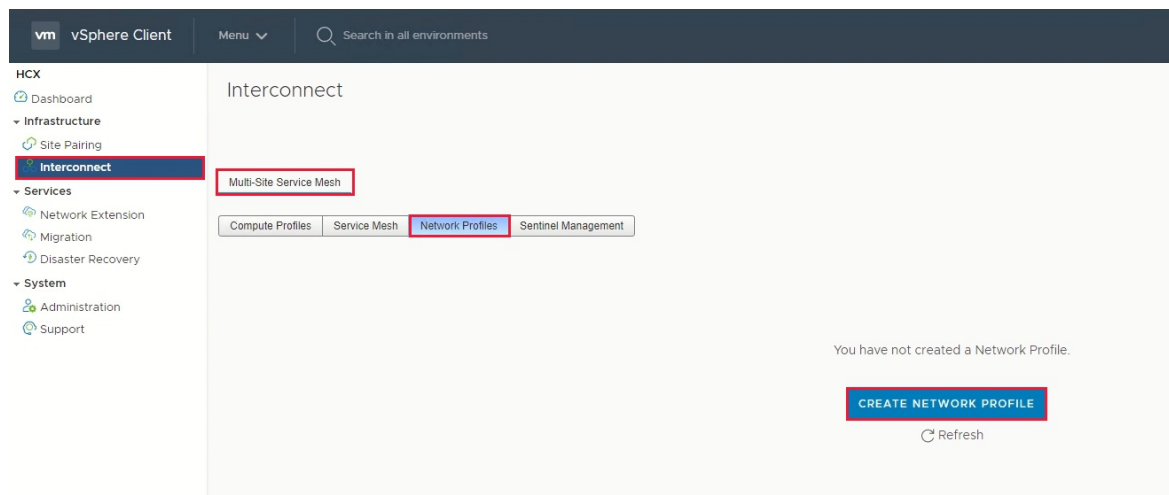 vm vSphere Client Menu Search in all environments
HCX
Dashboard
Infrastructure
Site Pairing
Interconnect
Services
Network Extension
Migration
Disaster Recovery
System
Administration
Support
Interconnect
Multi-Site Service Mesh
Compute Profiles Service Mesh Network Profiles Sentinel Management
You have not created a Network Profile.
CREATE NETWORK PROFILE
Refresh